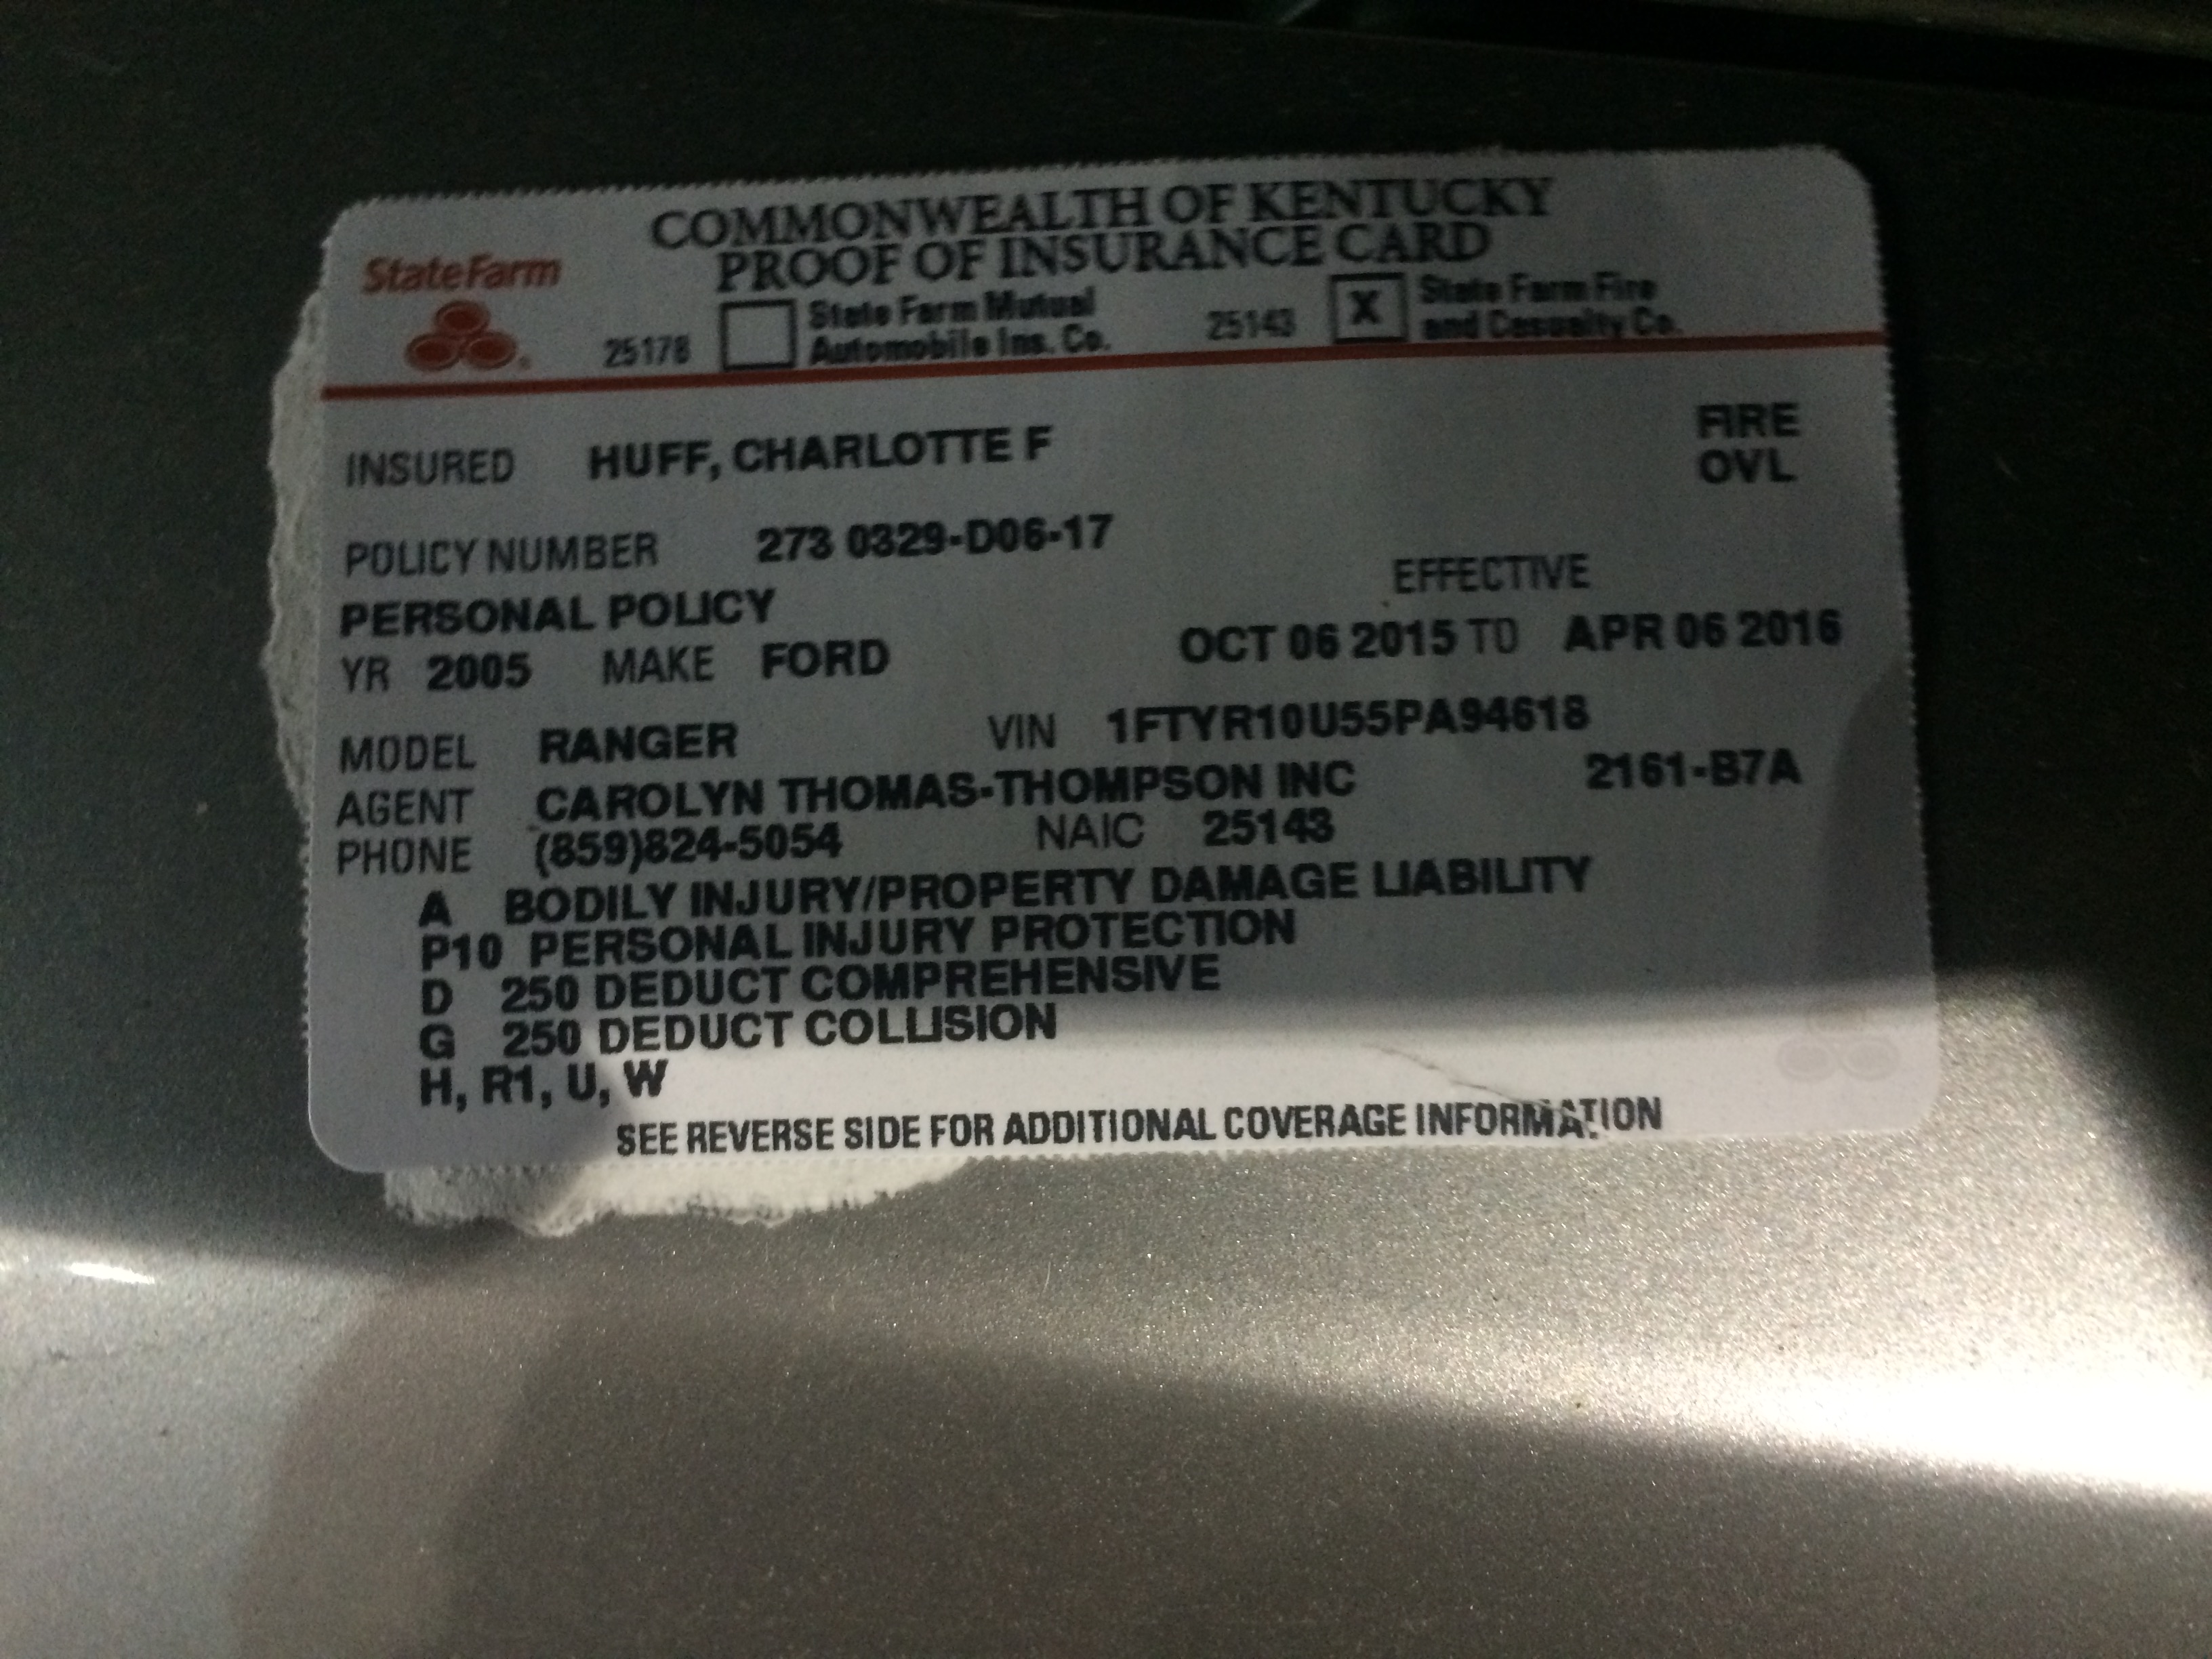 COMMONWEALTH OF KENTUCKY
PROOF OF INSURANCE CARD
StateFarm
25178 State Farm Mutual Automobile Ins. Co. 25143 X State Farm Fire and Casualty Co.
FIRE
INSURED HUFF, CHARLOTTE F OVL
POLICY NUMBER 273 0329-D06-17
EFFECTIVE
PERSONAL POLICY
YR 2005 MAKE FORD OCT 06 2015 TO APR 06 2016
MODEL RANGER VIN 1FTYR10U55PA94618
AGENT CAROLYN THOMAS-THOMPSON INC 2161-B7A
PHONE (859)824-5054 NAIC 25143
A BODILY INJURY/PROPERTY DAMAGE LIABILITY
P10 PERSONAL INJURY PROTECTION
D 250 DEDUCT COMPREHENSIVE
G 250 DEDUCT COLLISION
H, R1, U, W
SEE REVERSE SIDE FOR ADDITIONAL COVERAGE INFORMATION